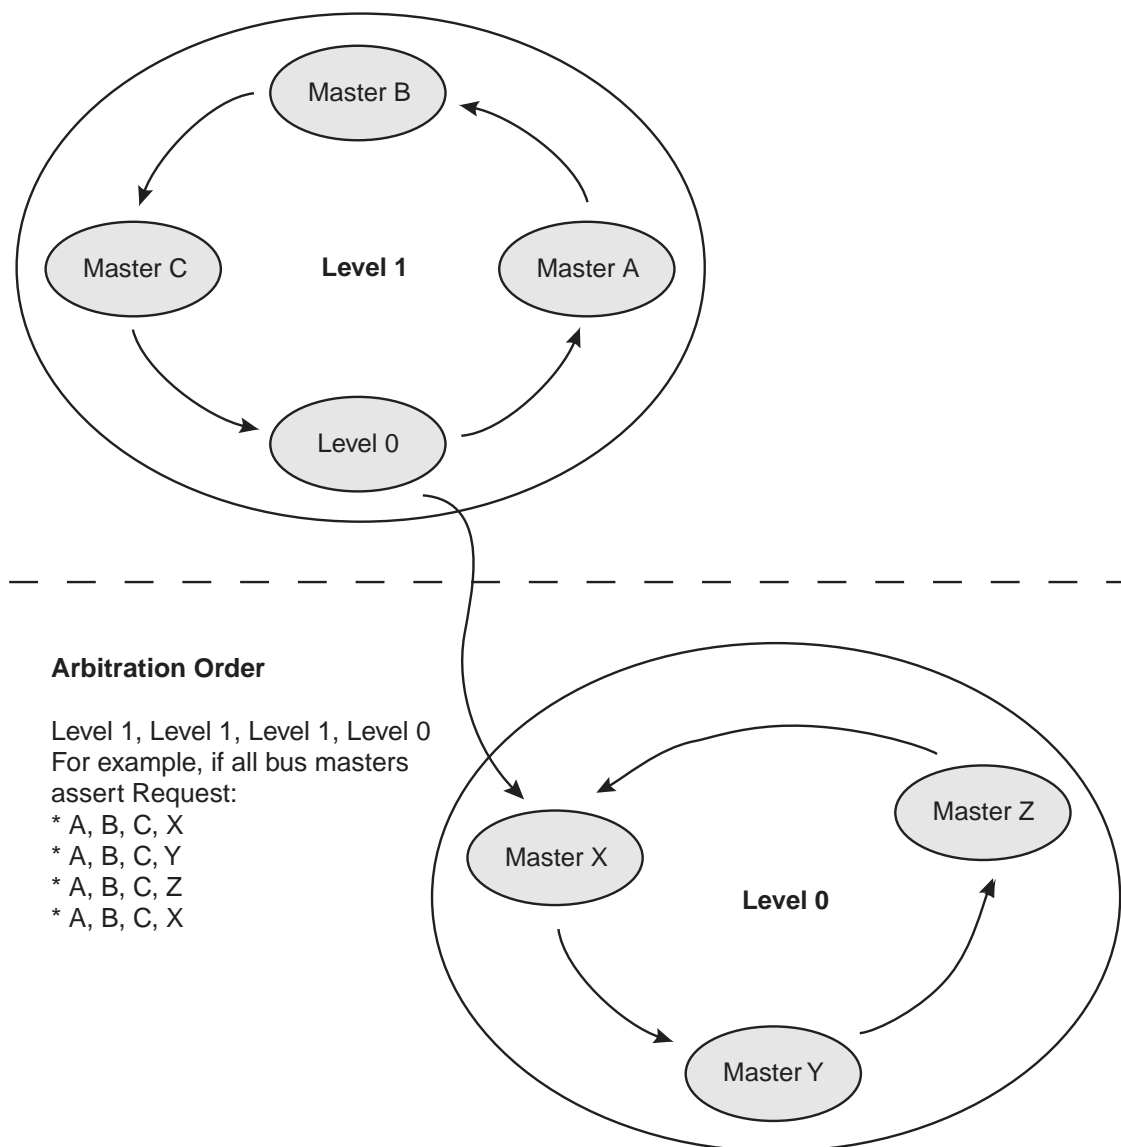 Master B
Master C
Level 1
Master A
Level 0
Arbitration Order
Level 1, Level 1, Level 1, Level 0
For example, if all bus masters
assert Request:
* A, B, C, X
* A, B, C, Y
* A, B, C, Z
* A, B, C, X
Master Z
Master X
Level 0
Master Y